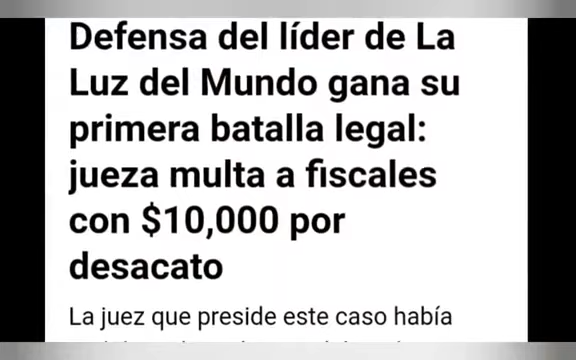 Defensa del líder de La
Luz del Mundo gana su
primera batalla legal:
jueza multa a fiscales
con $10,000 por
desacato
La juez que preside este caso había